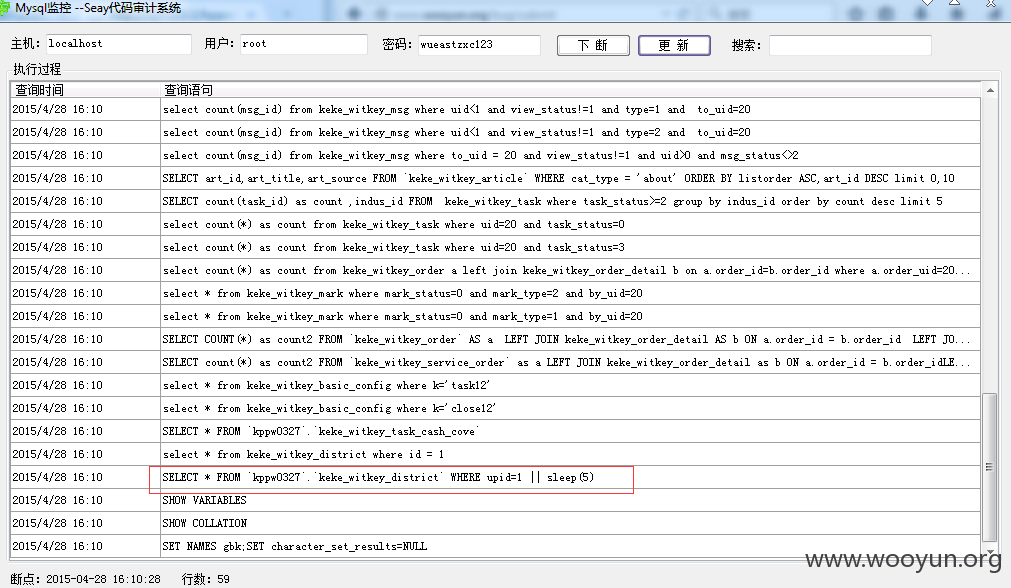 Mysql监控 --Seay代码审计系统
主机: localhost 用户: root 密码: wueastzxc123 下 断 更 新 搜索:
执行过程
查询时间 查询语句
2015/4/28 16:10 select count(msg_id) from keke_witkey_msg where uid<1 and view_status!=1 and type=1 and  to_uid=20
2015/4/28 16:10 select count(msg_id) from keke_witkey_msg where uid<1 and view_status!=1 and type=2 and  to_uid=20
2015/4/28 16:10 select count(msg_id) from keke_witkey_msg where to_uid = 20 and view_status!=1 and uid>0 and msg_status<>2
2015/4/28 16:10 SELECT art_id,art_title,art_source FROM `keke_witkey_article` WHERE cat_type = 'about' ORDER BY listorder ASC,art_id DESC limit 0,10
2015/4/28 16:10 SELECT count(task_id) as count ,indus_id FROM  keke_witkey_task where task_status>=2 group by indus_id order by count desc limit 5
2015/4/28 16:10 select count(*) as count from keke_witkey_task where uid=20 and task_status=0
2015/4/28 16:10 select count(*) as count from keke_witkey_task where uid=20 and task_status=3
2015/4/28 16:10 select count(*) as count from keke_witkey_order a left join keke_witkey_order_detail b on a.order_id=b.order_id where a.order_uid=20...
2015/4/28 16:10 select * from keke_witkey_mark where mark_status=0 and mark_type=2 and by_uid=20
2015/4/28 16:10 select * from keke_witkey_mark where mark_status=0 and mark_type=1 and by_uid=20
2015/4/28 16:10 SELECT COUNT(*) as count2 FROM `keke_witkey_order` AS a  LEFT JOIN keke_witkey_order_detail AS b ON a.order_id = b.order_id  LEFT JO...
2015/4/28 16:10 SELECT count(*) as count2 FROM `keke_witkey_service_order` as a LEFT JOIN keke_witkey_order_detail as b ON a.order_id = b.order_idLE...
2015/4/28 16:10 select * from keke_witkey_basic_config where k='task12'
2015/4/28 16:10 select * from keke_witkey_basic_config where k='close12'
2015/4/28 16:10 SELECT * FROM `kppw0327`.`keke_witkey_task_cash_cove`
2015/4/28 16:10 select * from keke_witkey_district where id = 1
2015/4/28 16:10 SELECT * FROM `kppw0327`.`keke_witkey_district` WHERE upid=1 || sleep(5)
2015/4/28 16:10 SHOW VARIABLES
2015/4/28 16:10 SHOW COLLATION
2015/4/28 16:10 SET NAMES gbk;SET character_set_results=NULL
www.wooyun.org
断点: 2015-04-28 16:10:28 行数: 59